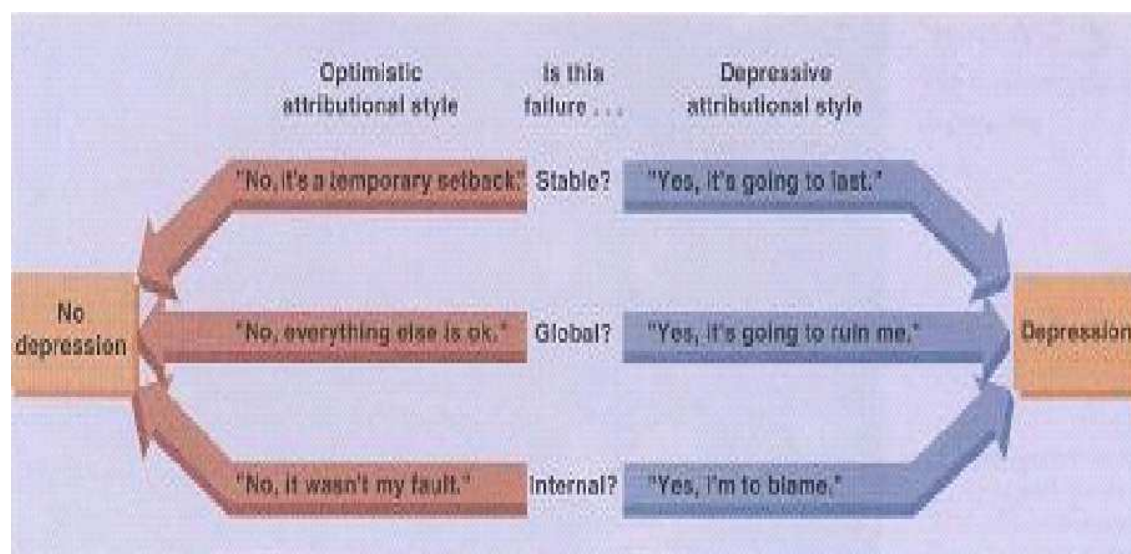 Optimistic
attributional style
Is this
failure . . .
Depressive
attributional style
"No, it's a temporary setback."
Stable?
"Yes, it's going to last."
No
depression
"No, everything else is ok."
Global?
"Yes, it's going to ruin me."
Depression
"No, it wasn't my fault."
Internal?
"Yes, I'm to blame."